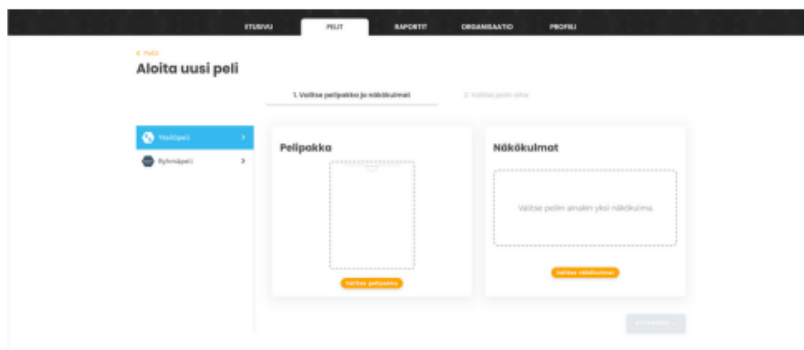 ETUSIVU PELIT RAPORTIT ORGANISAATIO PROFIILI
< Pelit
Aloita uusi peli
1. Valitse pelipakka ja näkökulmat 2. Valitse pelin aihe
Yksilöpeli
Ryhmäpeli
Pelipakka
Valitse pelipakka
Näkökulmat
Valitse peliin ainakin yksi näkökulma
Valitse näkökulmat